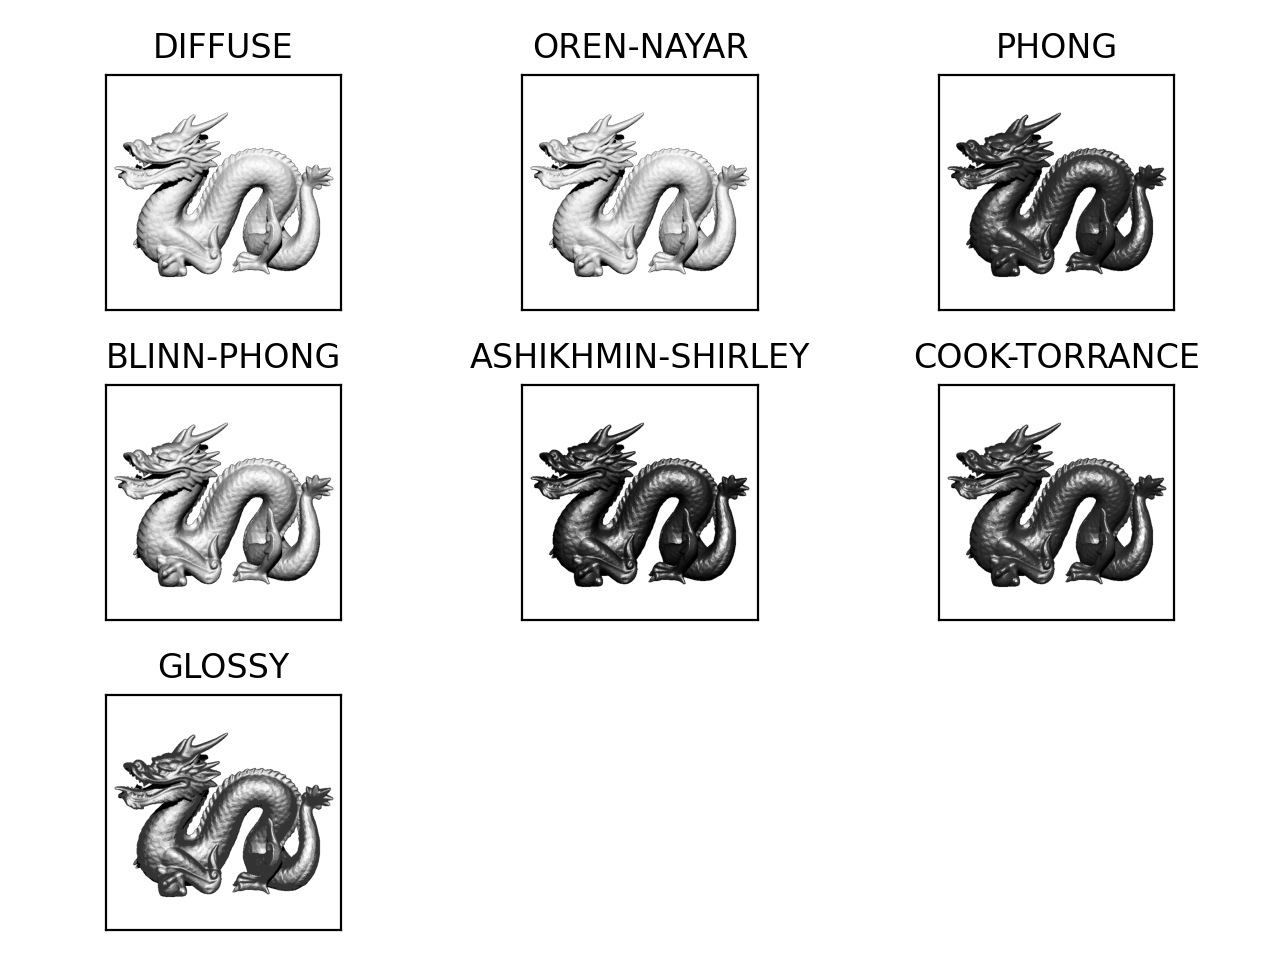 DIFFUSE
OREN-NAYAR
PHONG
BLINN-PHONG
ASHIKHMIN-SHIRLEY
COOK-TORRANCE
GLOSSY